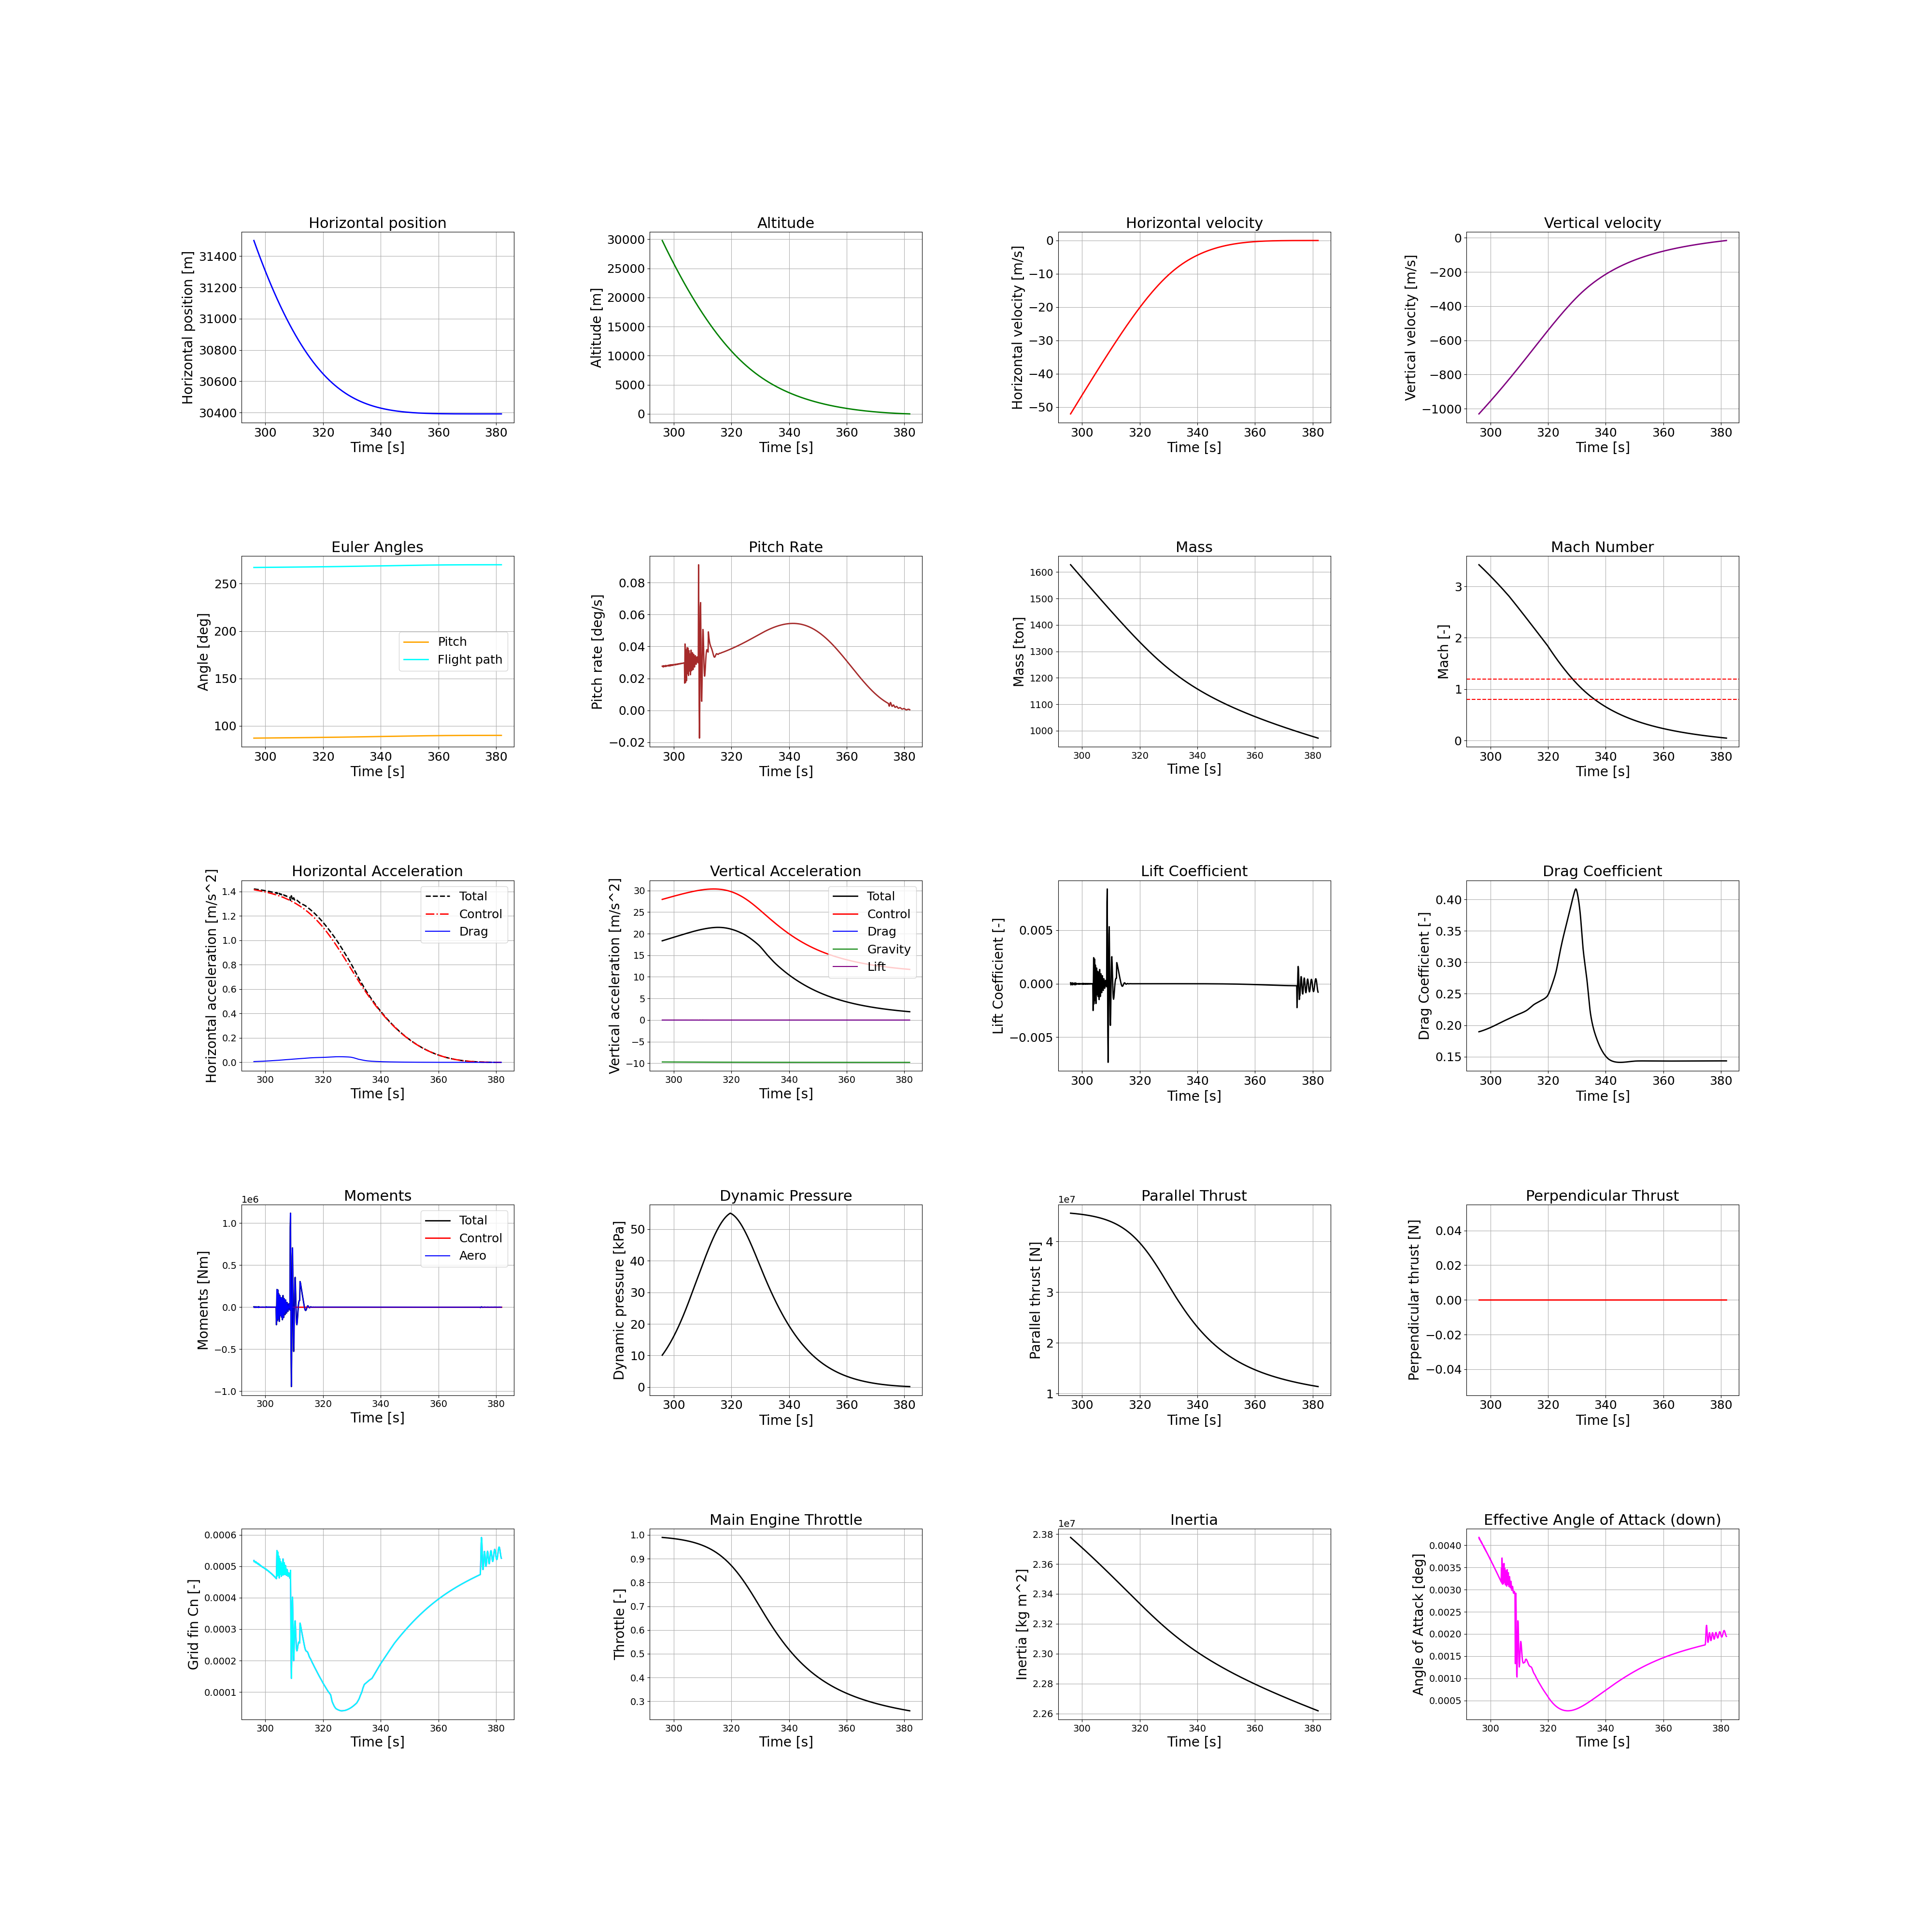 Horizontal position
Horizontal position [m]
31400
31200
31000
30800
30600
30400
300 320 340 360 380
Time [s]
Altitude
Altitude [m]
30000
25000
20000
15000
10000
5000
0
300 320 340 360 380
Time [s]
Horizontal velocity
Horizontal velocity [m/s]
0
−10
−20
−30
−40
−50
300 320 340 360 380
Time [s]
Vertical velocity
Vertical velocity [m/s]
0
−200
−400
−600
−800
−1000
300 320 340 360 380
Time [s]
Euler Angles
Angle [deg]
250
200
150
100
Pitch
Flight path
300 320 340 360 380
Time [s]
Pitch Rate
Pitch rate [deg/s]
0.08
0.06
0.04
0.02
0.00
−0.02
300 320 340 360 380
Time [s]
Mass
Mass [ton]
1600
1500
1400
1300
1200
1100
1000
300 320 340 360 380
Time [s]
Mach Number
Mach [-]
3
2
1
0
300 320 340 360 380
Time [s]
Horizontal Acceleration
Horizontal acceleration [m/s^2]
1.4
1.2
1.0
0.8
0.6
0.4
0.2
0.0
Total
Control
Drag
300 320 340 360 380
Time [s]
Vertical Acceleration
Vertical acceleration [m/s^2]
30
25
20
15
10
5
0
−5
−10
Total
Control
Drag
Gravity
Lift
300 320 340 360 380
Time [s]
Lift Coefficient
Lift Coefficient [-]
0.005
0.000
−0.005
300 320 340 360 380
Time [s]
Drag Coefficient
Drag Coefficient [-]
0.40
0.35
0.30
0.25
0.20
0.15
300 320 340 360 380
Time [s]
Moments
1e6
Moments [Nm]
1.0
0.5
0.0
−0.5
−1.0
Total
Control
Aero
300 320 340 360 380
Time [s]
Dynamic Pressure
Dynamic pressure [kPa]
50
40
30
20
10
0
300 320 340 360 380
Time [s]
Parallel Thrust
1e7
Parallel thrust [N]
4
3
2
1
300 320 340 360 380
Time [s]
Perpendicular Thrust
Perpendicular thrust [N]
0.04
0.02
0.00
−0.02
−0.04
300 320 340 360 380
Time [s]
Grid fin Cn [-]
0.0006
0.0005
0.0004
0.0003
0.0002
0.0001
300 320 340 360 380
Time [s]
Main Engine Throttle
Throttle [-]
1.0
0.9
0.8
0.7
0.6
0.5
0.4
0.3
300 320 340 360 380
Time [s]
Inertia
1e7
Inertia [kg m^2]
2.38
2.36
2.34
2.32
2.30
2.28
2.26
300 320 340 360 380
Time [s]
Effective Angle of Attack (down)
Angle of Attack [deg]
0.0040
0.0035
0.0030
0.0025
0.0020
0.0015
0.0010
0.0005
300 320 340 360 380
Time [s]